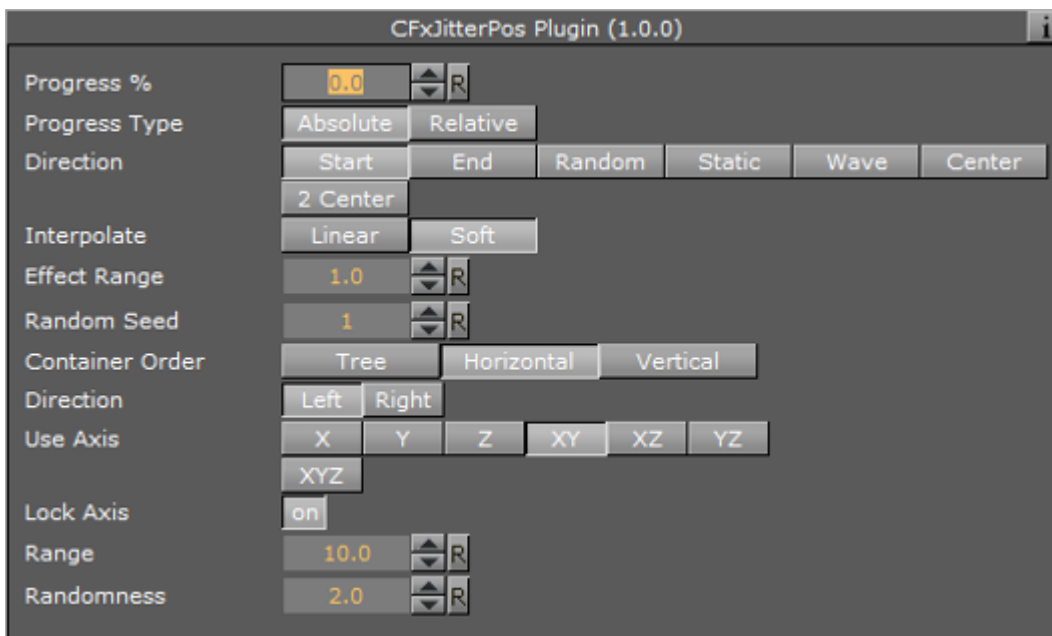 CFxJitterPos Plugin (1.0.0) i
Progress % 0.0 R
Progress Type Absolute Relative
Direction Start End Random Static Wave Center
2 Center
Interpolate Linear Soft
Effect Range 1.0 R
Random Seed 1 R
Container Order Tree Horizontal Vertical
Direction Left Right
Use Axis X Y Z XY XZ YZ
XYZ
Lock Axis on
Range 10.0 R
Randomness 2.0 R